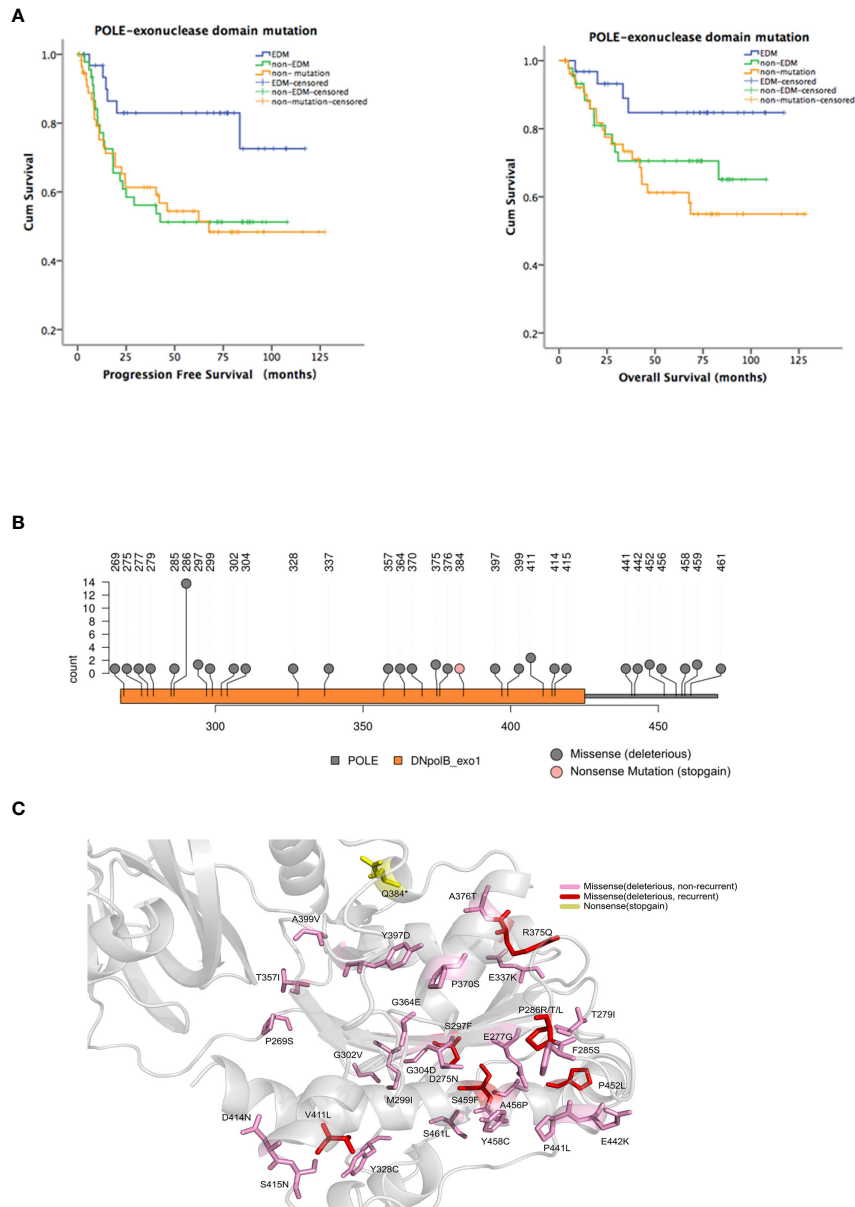 A
POLE-exonuclease domain mutation
EDM
non-EDM
non- mutation
EDM-censored
non-EDM-censored
non-mutation-censored
1.0
0.8
0.6
0.4
0.2
Cum Survival
0 25 50 75 100 125
Progression Free Survival (months)
POLE-exonuclease domain mutation
EDM
non-EDM
non-mutation
EDM-censored
non-EDM-censored
non-mutation-censored
1.0
0.8
0.6
0.4
0.2
Cum Survival
0 25 50 75 100 125
Overall Survival (months)
B
269 275 277 279 285 286 297 299 302 304 328 337 357 364 370 375 376 384 397 399 411 414 415 441 442 452 456 458 459 461
14
12
10
8
6
4
2
0
count
300 350 400 450
POLE DNpolB_exo1
Missense (deleterious)
Nonsense Mutation (stopgain)
C
Missense(deleterious, non-recurrent)
Missense(deleterious, recurrent)
Nonsense(stopgain)
Q384*
A376T
A399V
R375Q
Y397D
E337K
T357I
P370S
G364E
P286R/T/L
T279I
P269S
S297F
E277G
F285S
G302V
G304D
D275N
P452L
M299I
S459F
A456P
D414N
V411L
S461L
Y458C
P441L
E442K
Y328C
S415N